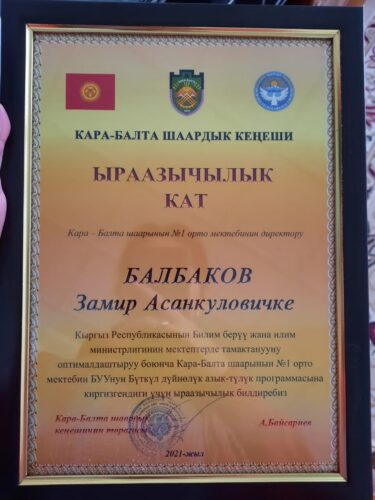 КАРА-БАЛТА ШААРДЫК КЕҢЕШИ
ЫРААЗЫЧЫЛЫК
КАТ
Кара – Балта шаарынын №1 орто мектебинин директору
БАЛБАКОВ
Замир Асанкуловичке
Кыргыз Республикасынын Билим берүү жана илим
министрлигинин мектептерде тамактанууну
оптималдаштыруу боюнча Кара-Балта шаарынын №1 орто
мектебин БУУнун Бүткүл дүйнөлүк азык-түлүк программасына
киргизгендиги үчүн ыраазычылык билдиребиз
Кара-Балта шаардык
кеңешинин төрагасы
А.Байсариев
2021-жыл